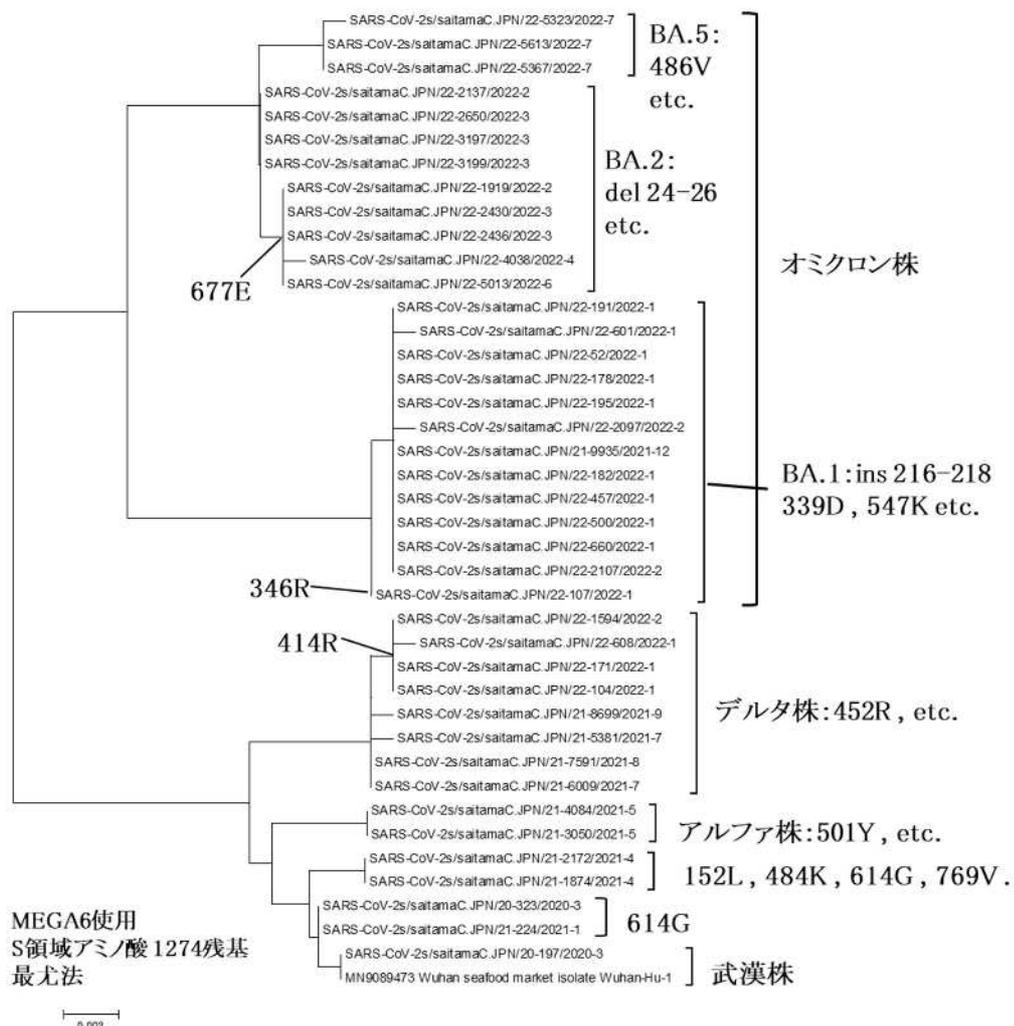 SARS-CoV-2s/saitamaC.JPN/22-5323/2022-7
SARS-CoV-2s/saitamaC.JPN/22-5613/2022-7
SARS-CoV-2s/saitamaC.JPN/22-5367/2022-7
BA.5:
486V
etc.
SARS-CoV-2s/saitamaC.JPN/22-2137/2022-2
SARS-CoV-2s/saitamaC.JPN/22-2650/2022-3
SARS-CoV-2s/saitamaC.JPN/22-3197/2022-3
SARS-CoV-2s/saitamaC.JPN/22-3199/2022-3
SARS-CoV-2s/saitamaC.JPN/22-1919/2022-2
SARS-CoV-2s/saitamaC.JPN/22-2430/2022-3
SARS-CoV-2s/saitamaC.JPN/22-2436/2022-3
SARS-CoV-2s/saitamaC.JPN/22-4038/2022-4
SARS-CoV-2s/saitamaC.JPN/22-5013/2022-6
BA.2:
del 24-26
etc.
677E
オミクロン株
SARS-CoV-2s/saitamaC.JPN/22-191/2022-1
SARS-CoV-2s/saitamaC.JPN/22-601/2022-1
SARS-CoV-2s/saitamaC.JPN/22-52/2022-1
SARS-CoV-2s/saitamaC.JPN/22-178/2022-1
SARS-CoV-2s/saitamaC.JPN/22-195/2022-1
SARS-CoV-2s/saitamaC.JPN/22-2097/2022-2
SARS-CoV-2s/saitamaC.JPN/21-9935/2021-12
SARS-CoV-2s/saitamaC.JPN/22-182/2022-1
SARS-CoV-2s/saitamaC.JPN/22-457/2022-1
SARS-CoV-2s/saitamaC.JPN/22-500/2022-1
SARS-CoV-2s/saitamaC.JPN/22-660/2022-1
SARS-CoV-2s/saitamaC.JPN/22-2107/2022-2
SARS-CoV-2s/saitamaC.JPN/22-107/2022-1
BA.1:ins 216-218
339D , 547K etc.
346R
SARS-CoV-2s/saitamaC.JPN/22-1594/2022-2
SARS-CoV-2s/saitamaC.JPN/22-608/2022-1
SARS-CoV-2s/saitamaC.JPN/22-171/2022-1
SARS-CoV-2s/saitamaC.JPN/22-104/2022-1
SARS-CoV-2s/saitamaC.JPN/21-8699/2021-9
SARS-CoV-2s/saitamaC.JPN/21-5381/2021-7
SARS-CoV-2s/saitamaC.JPN/21-7591/2021-8
SARS-CoV-2s/saitamaC.JPN/21-6009/2021-7
414R
デルタ株:452R , etc.
SARS-CoV-2s/saitamaC.JPN/21-4084/2021-5
SARS-CoV-2s/saitamaC.JPN/21-3050/2021-5
アルファ株:501Y , etc.
SARS-CoV-2s/saitamaC.JPN/21-2172/2021-4
SARS-CoV-2s/saitamaC.JPN/21-1874/2021-4
152L , 484K , 614G , 769V .
SARS-CoV-2s/saitamaC.JPN/20-323/2020-3
SARS-CoV-2s/saitamaC.JPN/21-224/2021-1
614G
SARS-CoV-2s/saitamaC.JPN/20-197/2020-3
MN9089473 Wuhan seafood market isolate Wuhan-Hu-1
武漢株
MEGA6使用
S領域アミノ酸1274残基
最尤法